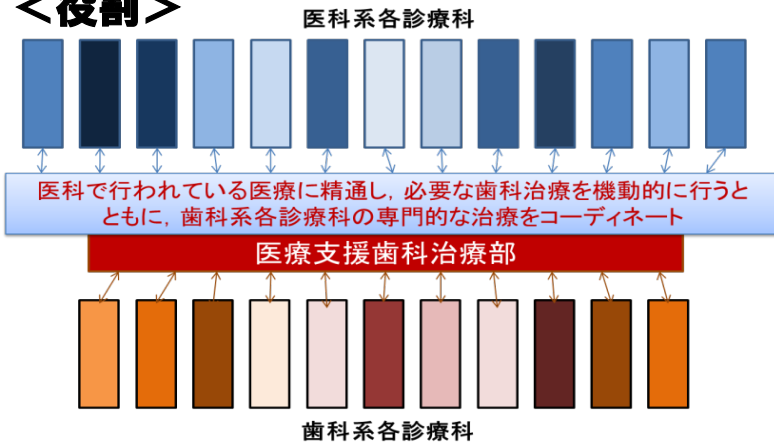 <役割>
医科系各診療科
医科で行われている医療に精通し，必要な歯科治療を機動的に行うと
ともに，歯科系各診療科の専門的な治療をコーディネート
医療支援歯科治療部
歯科系各診療科